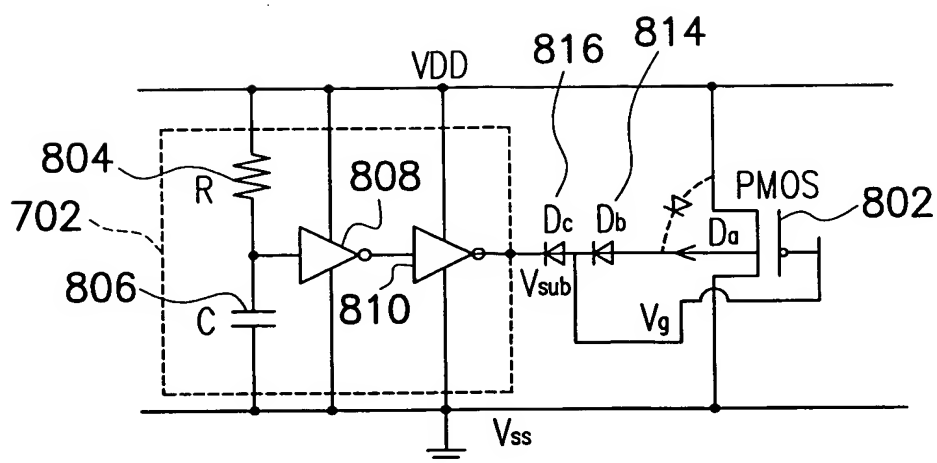 816
814
VDD
804
R
808
PMOS
802
702
Dc
Db
Da
806
C
810
Vsub
Vg
Vss